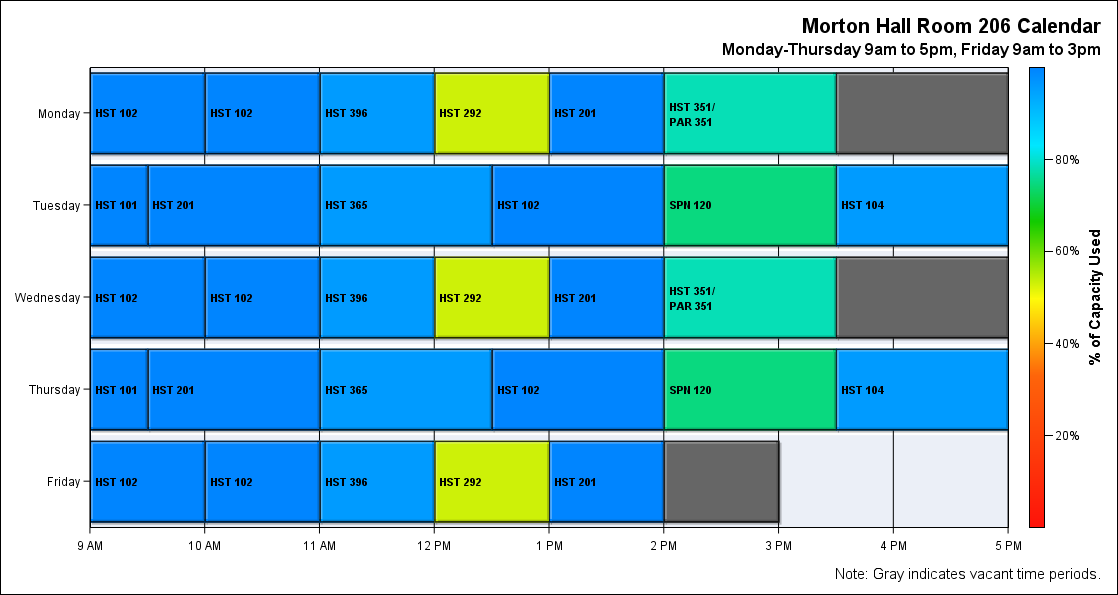 Morton Hall Room 206 Calendar
Monday-Thursday 9am to 5pm, Friday 9am to 3pm
Monday
HST 102
HST 102
HST 396
HST 292
HST 201
HST 351/
PAR 351
Tuesday
HST 101
HST 201
HST 365
HST 102
SPN 120
HST 104
Wednesday
HST 102
HST 102
HST 396
HST 292
HST 201
HST 351/
PAR 351
Thursday
HST 101
HST 201
HST 365
HST 102
SPN 120
HST 104
Friday
HST 102
HST 102
HST 396
HST 292
HST 201
9 AM
10 AM
11 AM
12 PM
1 PM
2 PM
3 PM
4 PM
5 PM
80%
60%
40%
20%
% of Capacity Used
Note: Gray indicates vacant time periods.